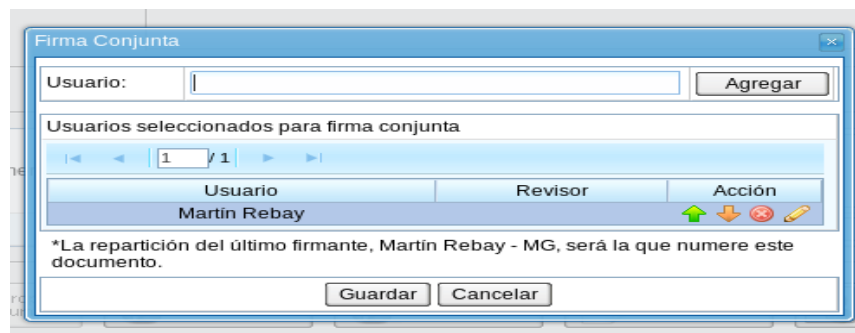 Firma Conjunta
Usuario:
Agregar
Usuarios seleccionados para firma conjunta
1 / 1
Usuario Revisor Acción
Martín Rebay
*La repartición del último firmante, Martín Rebay - MG, será la que numere este
documento.
Guardar Cancelar